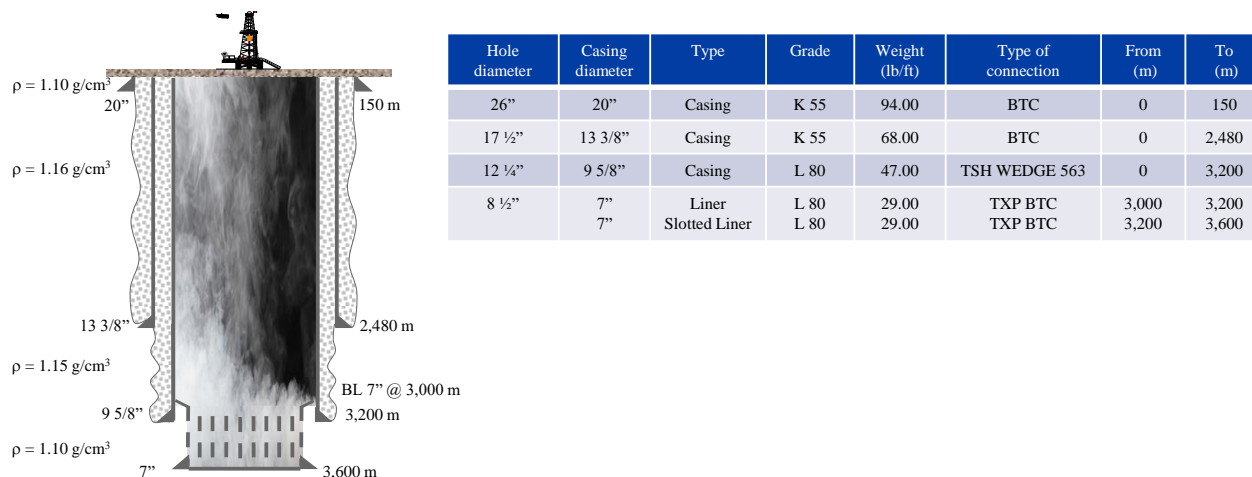 ρ = 1.10 g/cm³
20”
150 m
ρ = 1.16 g/cm³
13 3/8”
2,480 m
ρ = 1.15 g/cm³
BL 7” @ 3,000 m
9 5/8”
3,200 m
ρ = 1.10 g/cm³
7”
3,600 m
Hole diameter Casing diameter Type Grade Weight (lb/ft) Type of connection From (m) To (m)
26” 20” Casing K 55 94.00 BTC 0 150
17 ½” 13 3/8” Casing K 55 68.00 BTC 0 2,480
12 ¼” 9 5/8” Casing L 80 47.00 TSH WEDGE 563 0 3,200
8 ½” 7” Liner L 80 29.00 TXP BTC 3,000 3,200
7” Slotted Liner L 80 29.00 TXP BTC 3,200 3,600